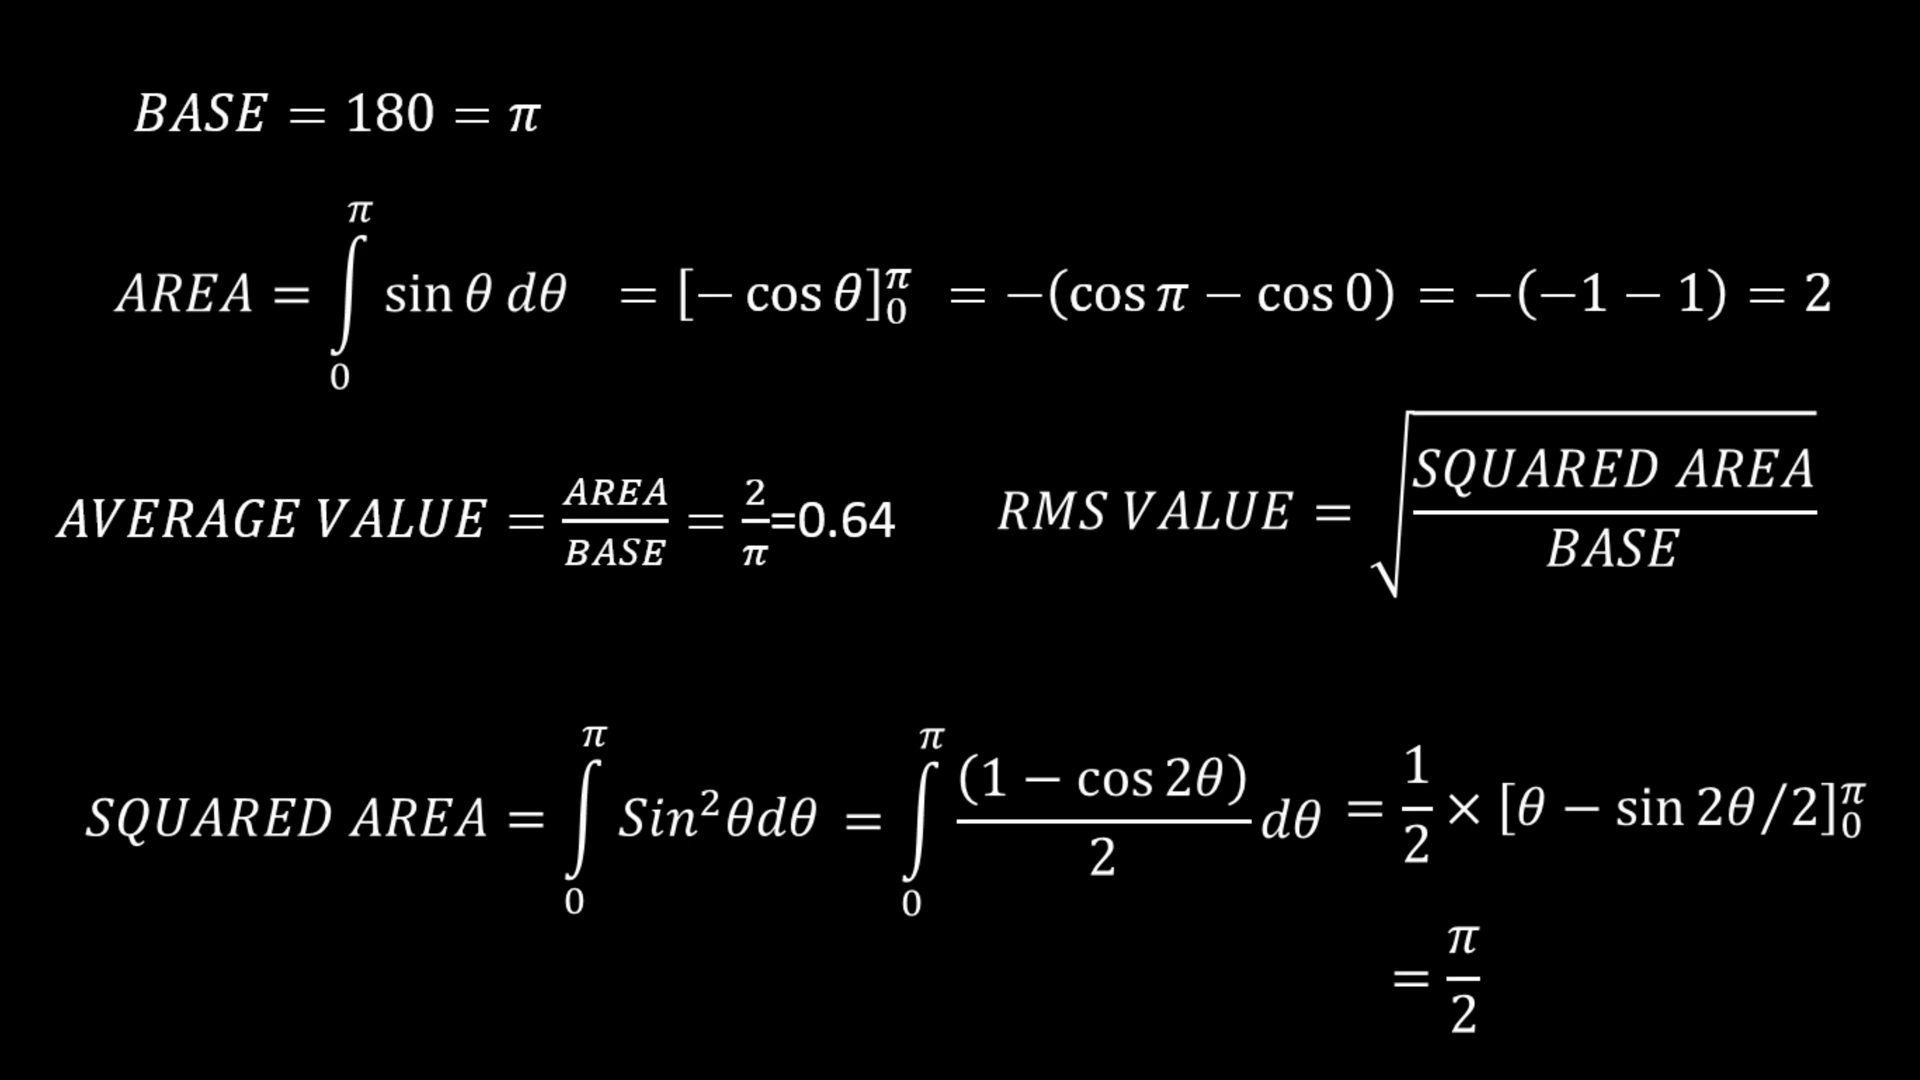 BASE = 180 = π
AREA = ∫₀^π sin θ dθ = [− cos θ]₀^π = −(cos π − cos 0) = −(−1 − 1) = 2
AVERAGE VALUE = AREA/BASE = 2/π=0.64
RMS VALUE = √(SQUARED AREA/BASE)
SQUARED AREA = ∫₀^π Sin²θdθ = ∫₀^π (1 − cos 2θ)/2 dθ = 1/2 × [θ − sin 2θ/2]₀^π
= π/2